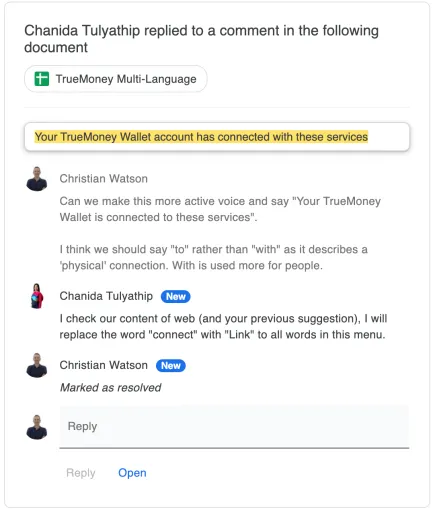 Chanida Tulyathip replied to a comment in the following
document
TrueMoney Multi-Language
Your TrueMoney Wallet account has connected with these services
Christian Watson
Can we make this more active voice and say "Your TrueMoney
Wallet is connected to these services".
I think we should say "to" rather than "with" as it describes a
'physical' connection. With is used more for people.
Chanida Tulyathip New
I check our content of web (and your previous suggestion), I will
replace the word "connect" with "Link" to all words in this menu.
Christian Watson New
Marked as resolved
Reply
Reply Open